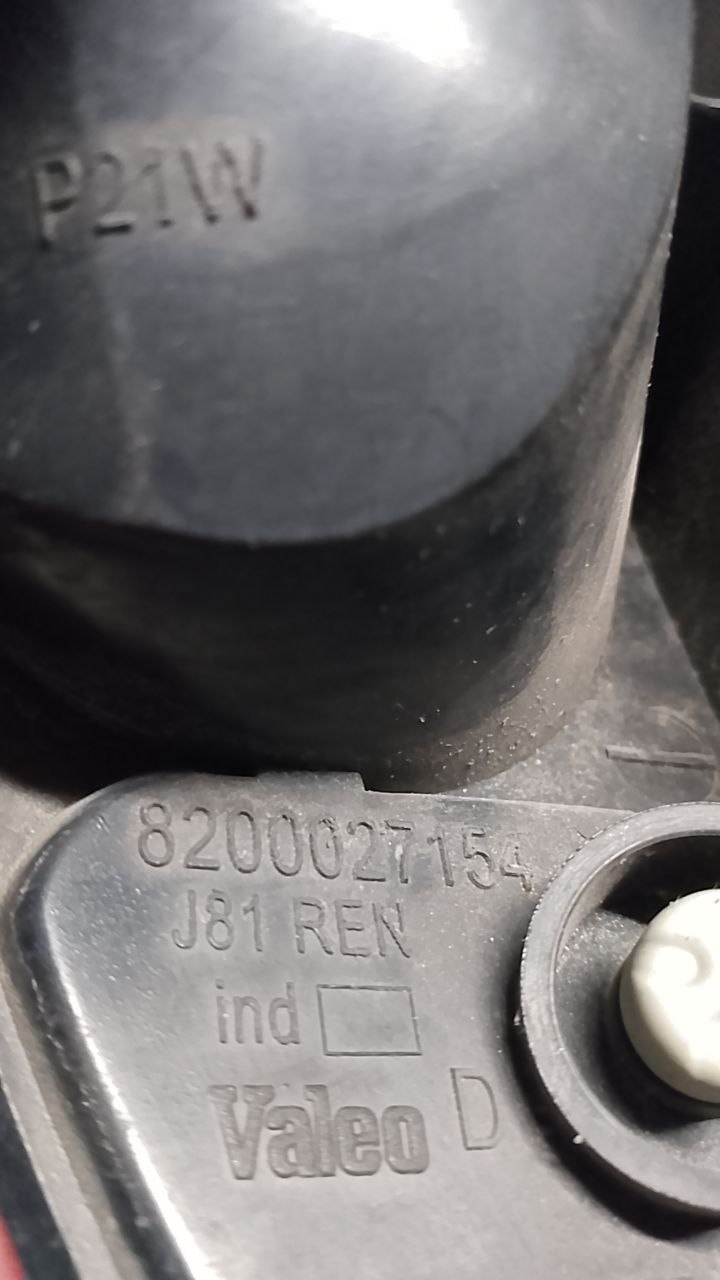 P21W
8200027154
J81 REN
ind
Valeo D